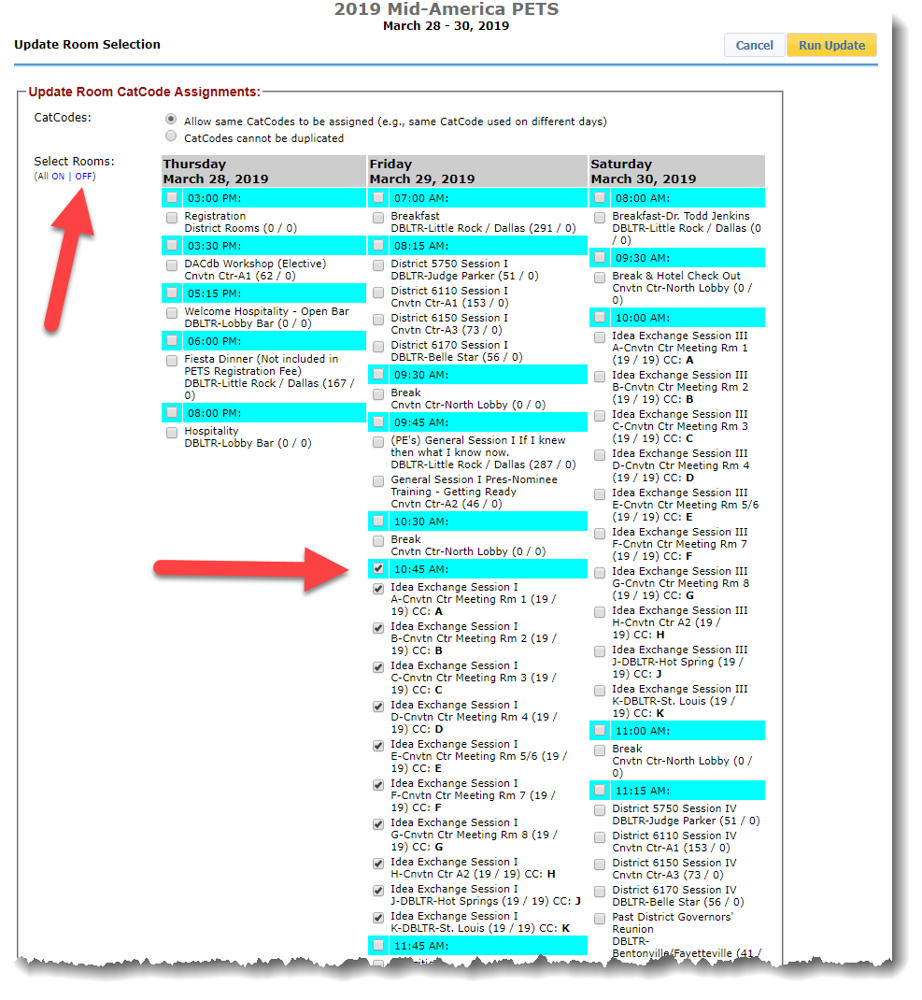 2019 Mid-America PETS
March 28 - 30, 2019
Update Room Selection
Cancel
Run Update
Update Room CatCode Assignments:
CatCodes:
Allow same CatCodes to be assigned (e.g., same CatCode used on different days)
CatCodes cannot be duplicated
Select Rooms:
(All ON | OFF)
Thursday
March 28, 2019
03:00 PM:
Registration
District Rooms (0 / 0)
03:30 PM:
DACdb Workshop (Elective)
Cnvtn Ctr-A1 (62 / 0)
05:15 PM:
Welcome Hospitality - Open Bar
DBLTR-Lobby Bar (0 / 0)
06:00 PM:
Fiesta Dinner (Not included in
PETS Registration Fee)
DBLTR-Little Rock / Dallas (167 /
0)
08:00 PM:
Hospitality
DBLTR-Lobby Bar (0 / 0)
Friday
March 29, 2019
07:00 AM:
Breakfast
DBLTR-Little Rock / Dallas (291 / 0)
08:15 AM:
District 5750 Session I
DBLTR-Judge Parker (51 / 0)
District 6110 Session I
Cnvtn Ctr-A1 (153 / 0)
District 6150 Session I
Cnvtn Ctr-A3 (73 / 0)
District 6170 Session I
DBLTR-Belle Star (56 / 0)
09:30 AM:
Break
Cnvtn Ctr-North Lobby (0 / 0)
09:45 AM:
(PE's) General Session I If I knew
then what I know now.
DBLTR-Little Rock / Dallas (287 / 0)
General Session I Pres-Nominee
Training - Getting Ready
Cnvtn Ctr-A2 (46 / 0)
10:30 AM:
Break
Cnvtn Ctr-North Lobby (0 / 0)
10:45 AM:
Idea Exchange Session I
A-Cnvtn Ctr Meeting Rm 1 (19 /
19) CC: A
Idea Exchange Session I
B-Cnvtn Ctr Meeting Rm 2 (19 /
19) CC: B
Idea Exchange Session I
C-Cnvtn Ctr Meeting Rm 3 (19 /
19) CC: C
Idea Exchange Session I
D-Cnvtn Ctr Meeting Rm 4 (19 /
19) CC: D
Idea Exchange Session I
E-Cnvtn Ctr Meeting Rm 5/6 (19 /
19) CC: E
Idea Exchange Session I
F-Cnvtn Ctr Meeting Rm 7 (19 /
19) CC: F
Idea Exchange Session I
G-Cnvtn Ctr Meeting Rm 8 (19 /
19) CC: G
Idea Exchange Session I
H-Cnvtn Ctr A2 (19 / 19) CC: H
Idea Exchange Session I
J-DBLTR-Hot Springs (19 / 19) CC: J
Idea Exchange Session I
K-DBLTR-St. Louis (19 / 19) CC: K
11:45 AM:
Saturday
March 30, 2019
08:00 AM:
Breakfast-Dr. Todd Jenkins
DBLTR-Little Rock / Dallas (0
/ 0)
09:30 AM:
Break & Hotel Check Out
Cnvtn Ctr-North Lobby (0 /
0)
10:00 AM:
Idea Exchange Session III
A-Cnvtn Ctr Meeting Rm 1
(19 / 19) CC: A
Idea Exchange Session III
B-Cnvtn Ctr Meeting Rm 2
(19 / 19) CC: B
Idea Exchange Session III
C-Cnvtn Ctr Meeting Rm 3
(19 / 19) CC: C
Idea Exchange Session III
D-Cnvtn Ctr Meeting Rm 4
(19 / 19) CC: D
Idea Exchange Session III
E-Cnvtn Ctr Meeting Rm 5/6
(19 / 19) CC: E
Idea Exchange Session III
F-Cnvtn Ctr Meeting Rm 7
(19 / 19) CC: F
Idea Exchange Session III
G-Cnvtn Ctr Meeting Rm 8
(19 / 19) CC: G
Idea Exchange Session III
H-Cnvtn Ctr A2 (19 /
19) CC: H
Idea Exchange Session III
J-DBLTR-Hot Spring (19 /
19) CC: J
Idea Exchange Session III
K-DBLTR-St. Louis (19 /
19) CC: K
11:00 AM:
Break
Cnvtn Ctr-North Lobby (0 /
0)
11:15 AM:
District 5750 Session IV
DBLTR-Judge Parker (51 / 0)
District 6110 Session IV
Cnvtn Ctr-A1 (153 / 0)
District 6150 Session IV
Cnvtn Ctr-A3 (73 / 0)
District 6170 Session IV
DBLTR-Belle Star (56 / 0)
Past District Governors'
Reunion
DBLTR-
Bentonville/Fayetteville (41 /